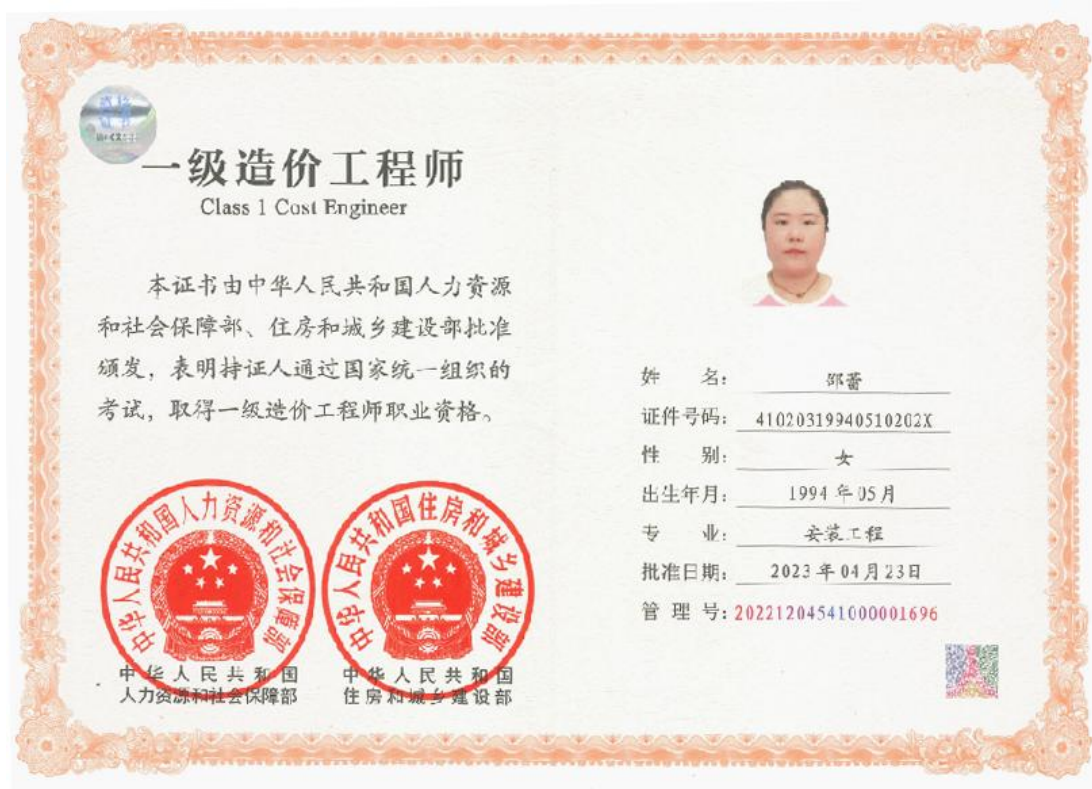 一级造价工程师
Class 1 Cost Engineer
本证书由中华人民共和国人力资源
和社会保障部、住房和城乡建设部批准
颁发，表明持证人通过国家统一组织的
考试，取得一级造价工程师职业资格。
中华人民共和国人力资源和社会保障部
中华人民共和国住房和城乡建设部
中华人民共和国
人力资源和社会保障部
中华人民共和国
住房和城乡建设部
姓 名： 邵蕾
证件号码： 41020319940510202X
性 别： 女
出生年月： 1994年05月
专 业： 安装工程
批准日期： 2023年04月23日
管 理 号：20221204541000001696